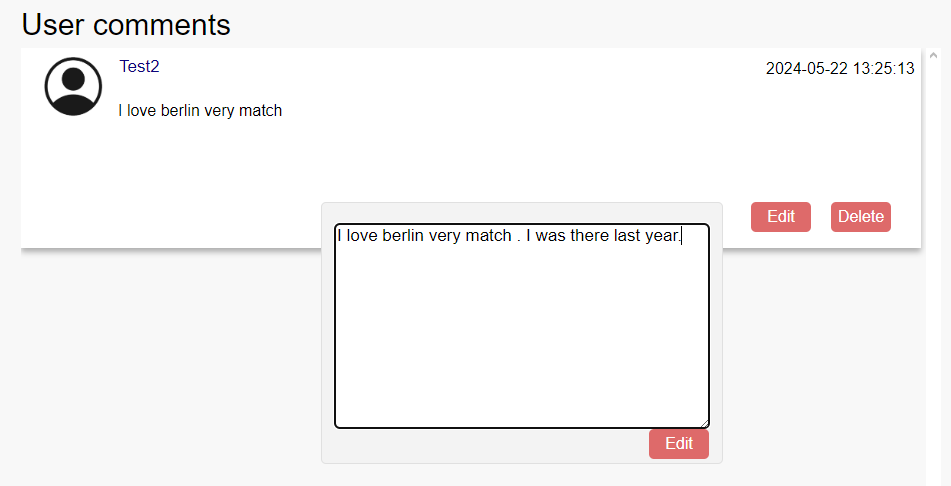 User comments
Test2
2024-05-22 13:25:13
I love berlin very match
Edit
Delete
I love berlin very match . I was there last year.
Edit